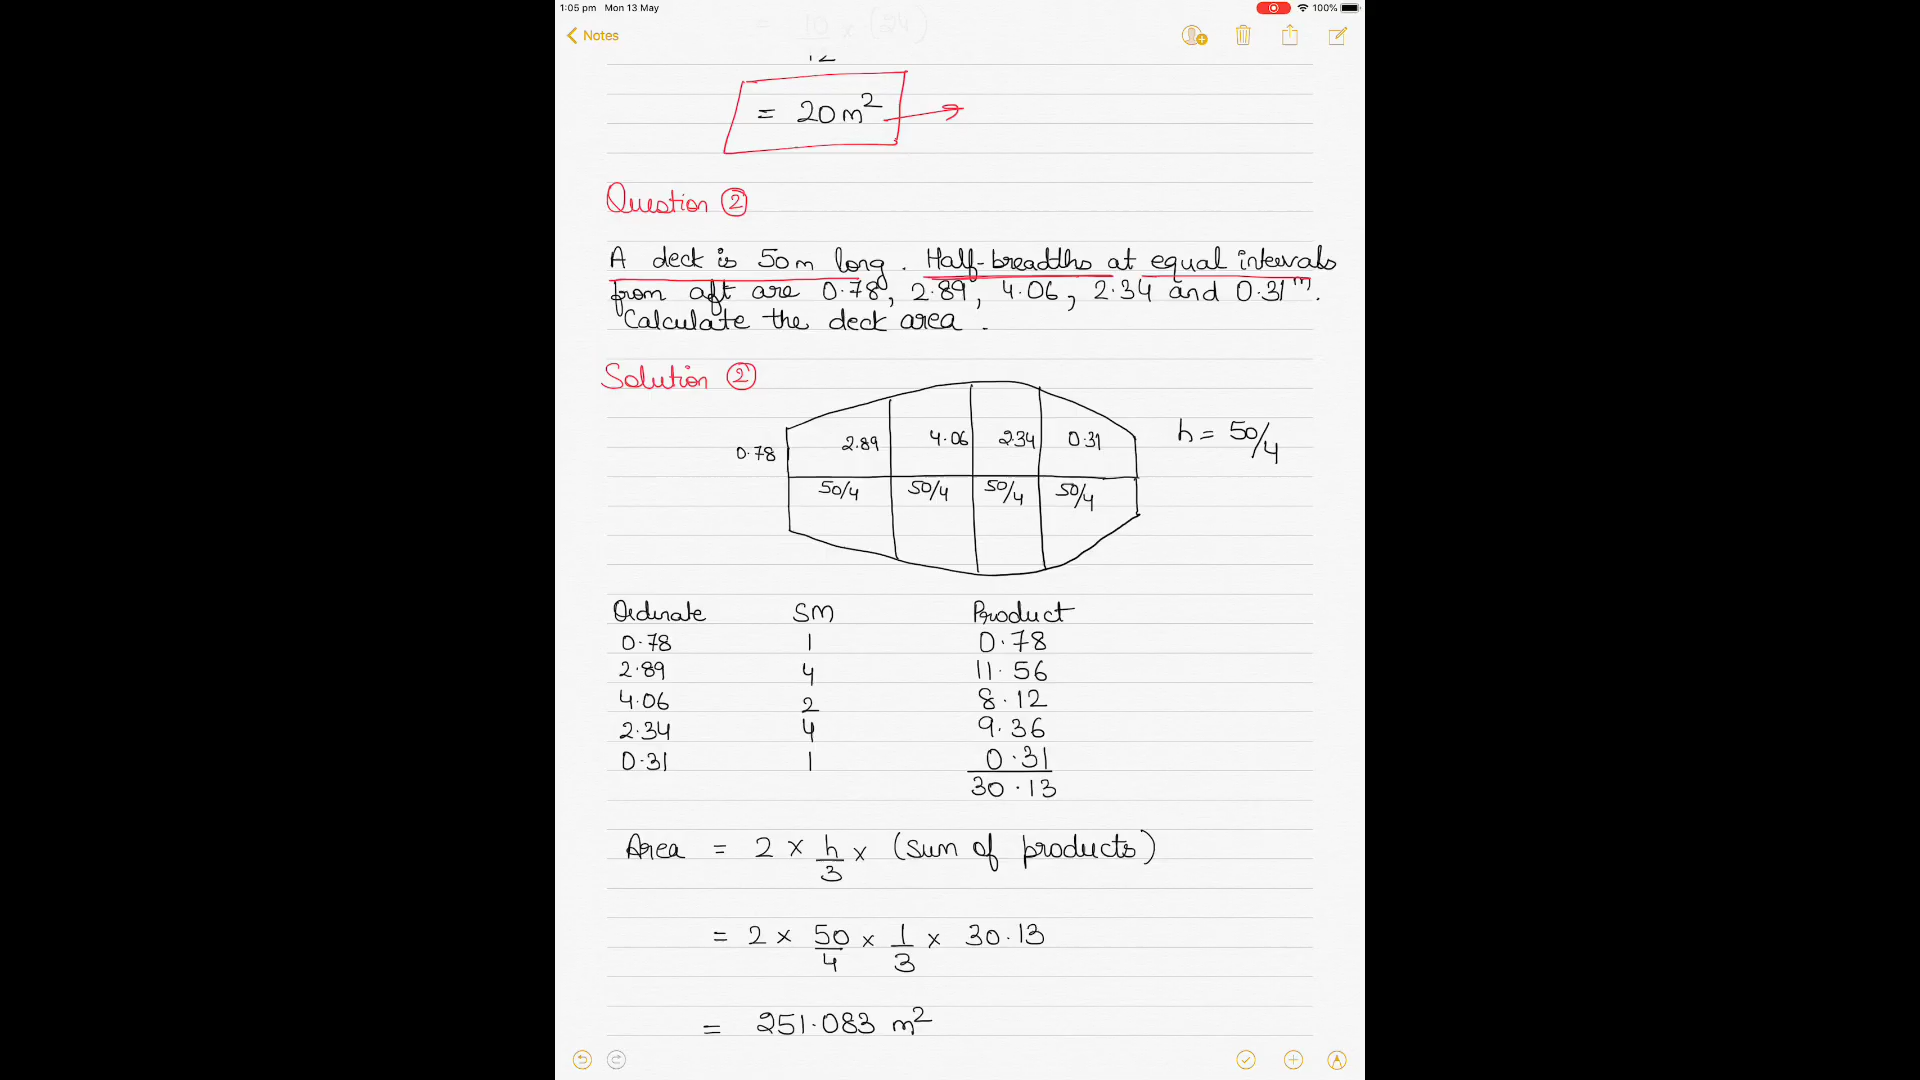 1:05 pm Mon 13 May 100%
Notes
= 10 × (24)
12
= 20 m²
Question ②
A deck is 50m long. Half-breadths at equal intervals
from aft are 0.78, 2.89, 4.06, 2.34 and 0.31m.
Calculate the deck area.
Solution ②
0.78 2.89 4.06 2.34 0.31 h = 50/4
50/4 50/4 50/4 50/4
Ordinate SM Product
0.78 1 0.78
2.89 4 11.56
4.06 2 8.12
2.34 4 9.36
0.31 1 0.31
30.13
Area = 2 × h/3 × (sum of products)
= 2 × 50/4 × 1/3 × 30.13
= 251.083 m²